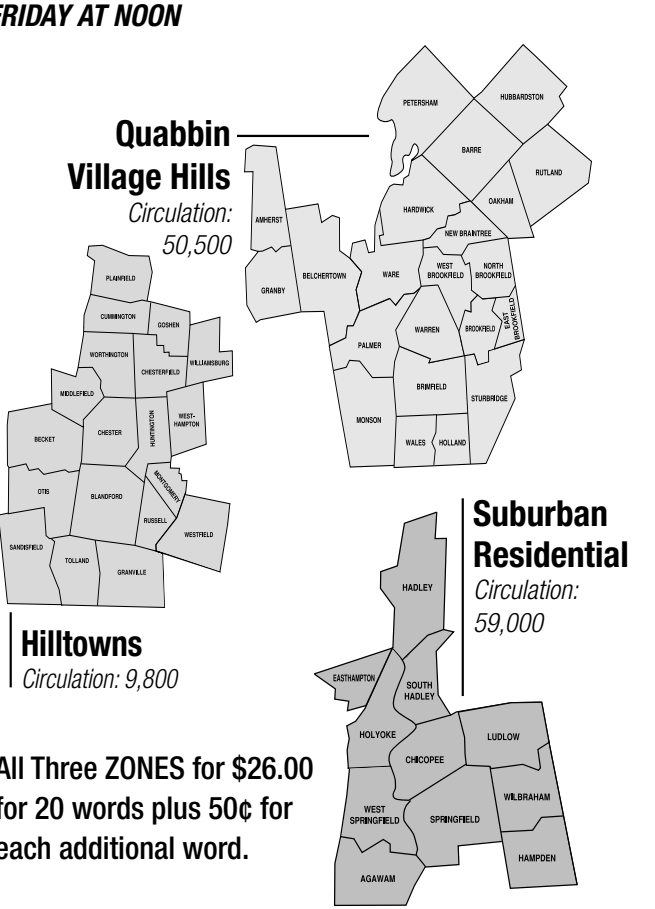 FRIDAY AT NOON
Quabbin
Village Hills
Circulation:
50,500
PETERSHAM
HUBBARDSTON
BARRE
RUTLAND
HARDWICK
OAKHAM
NEW BRAINTREE
AMHERST
BELCHERTOWN
GRANBY
WARE
WEST
BROOKFIELD
NORTH
BROOKFIELD
EAST
BROOKFIELD
WARREN
BROOKFIELD
PALMER
BRIMFIELD
STURBRIDGE
MONSON
WALES
HOLLAND
PLAINFIELD
CUMMINGTON
GOSHEN
WORTHINGTON
CHESTERFIELD
WILLIAMSBURG
MIDDLEFIELD
HUNTINGTON
WEST-
HAMPTON
BECKET
CHESTER
MONTGOMERY
OTIS
BLANDFORD
RUSSELL
WESTFIELD
SANDISFIELD
TOLLAND
GRANVILLE
Hilltowns
Circulation: 9,800
Suburban
Residential
Circulation:
59,000
HADLEY
EASTHAMPTON
SOUTH
HADLEY
HOLYOKE
CHICOPEE
LUDLOW
WEST
SPRINGFIELD
SPRINGFIELD
WILBRAHAM
HAMPDEN
AGAWAM
All Three ZONES for $26.00
for 20 words plus 50¢ for
each additional word.